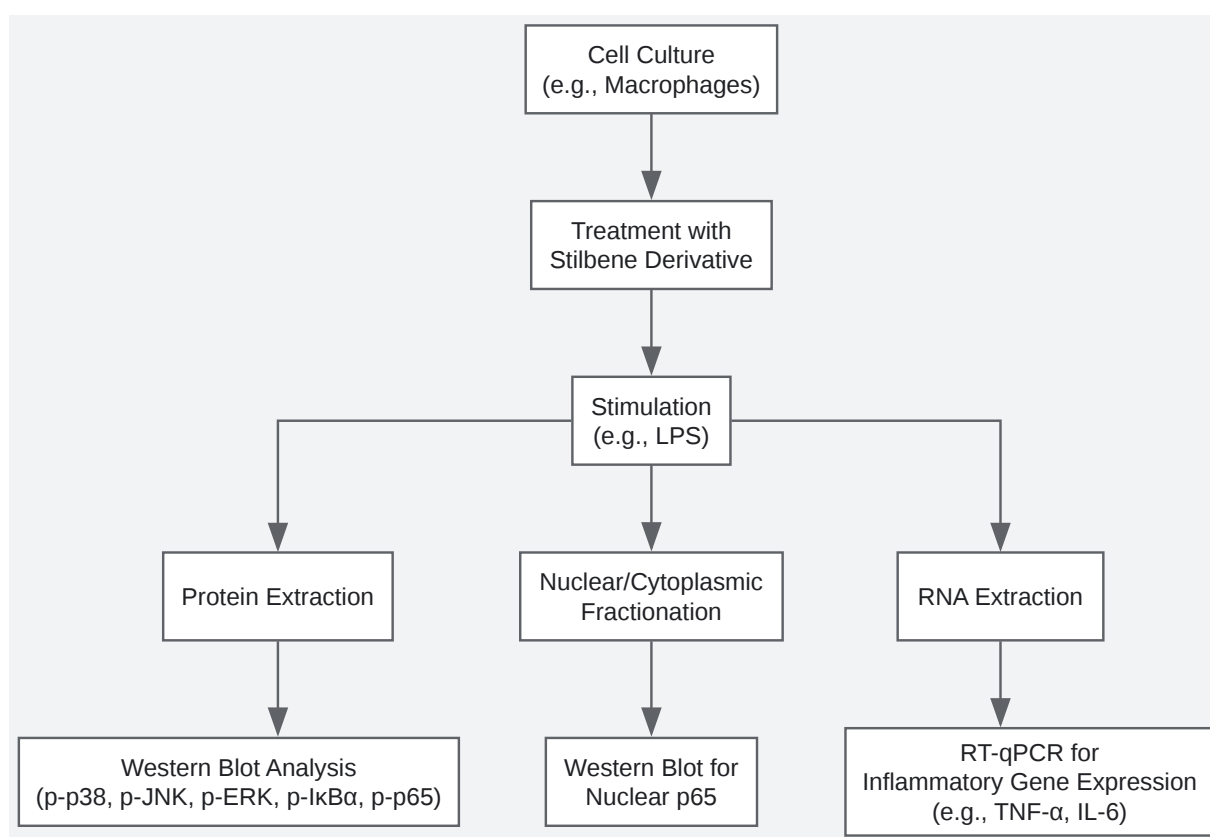 Cell Culture
(e.g., Macrophages)
Treatment with
Stilbene Derivative
Stimulation
(e.g., LPS)
Protein Extraction
Nuclear/Cytoplasmic
Fractionation
RNA Extraction
Western Blot Analysis
(p-p38, p-JNK, p-ERK, p-IκBα, p-p65)
Western Blot for
Nuclear p65
RT-qPCR for
Inflammatory Gene Expression
(e.g., TNF-α, IL-6)